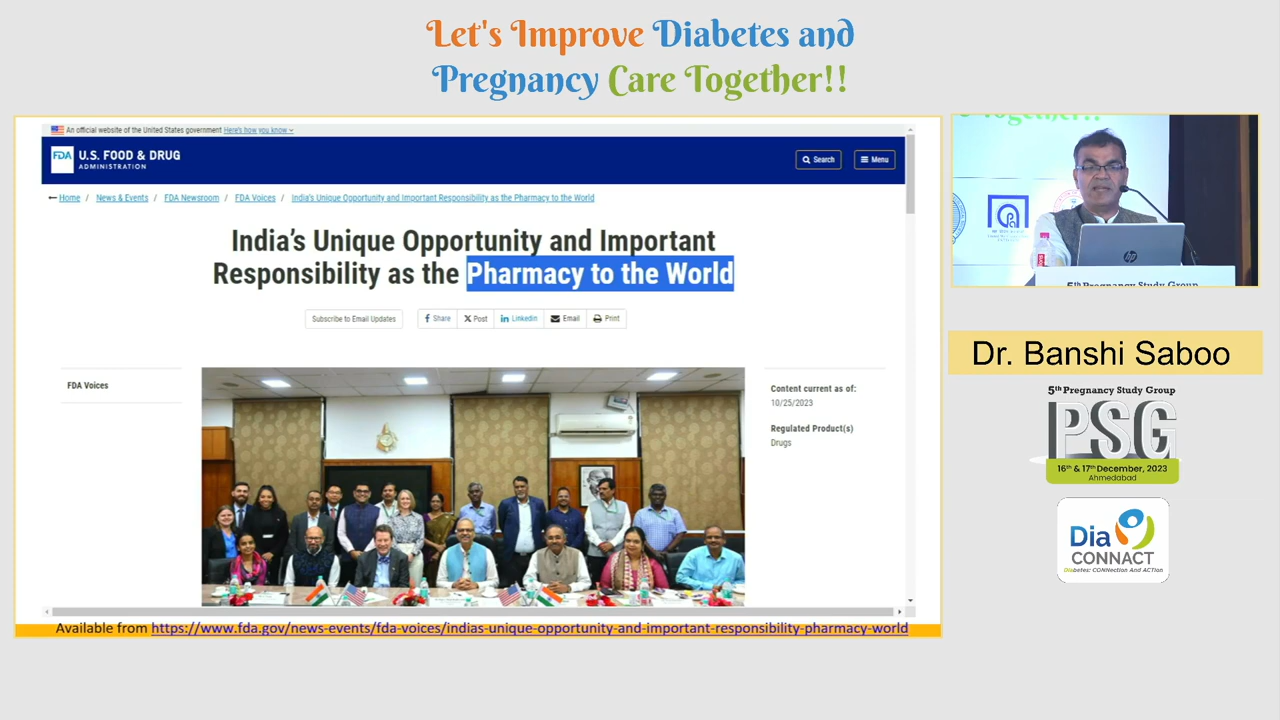 Let's Improve Diabetes and
Pregnancy Care Together!!
An official website of the United States government Here's how you know
FDA U.S. FOOD & DRUG
ADMINISTRATION
Search
Menu
Home / News & Events / FDA Newsroom / FDA Voices / India's Unique Opportunity and Important Responsibility as the Pharmacy to the World
India's Unique Opportunity and Important
Responsibility as the Pharmacy to the World
Subscribe to Email Updates
Share
Post
Linkedin
Email
Print
FDA Voices
Content current as of:
10/25/2023
Regulated Product(s)
Drugs
Available from https://www.fda.gov/news-events/fda-voices/indias-unique-opportunity-and-important-responsibility-pharmacy-world
Together!!
hp
5th Pregnancy Study Group
Dr. Banshi Saboo
5th Pregnancy Study Group
PSG
16th & 17th December, 2023
Ahmedabad
Dia
CONNACT
Diabetes: CONNection And ACTion